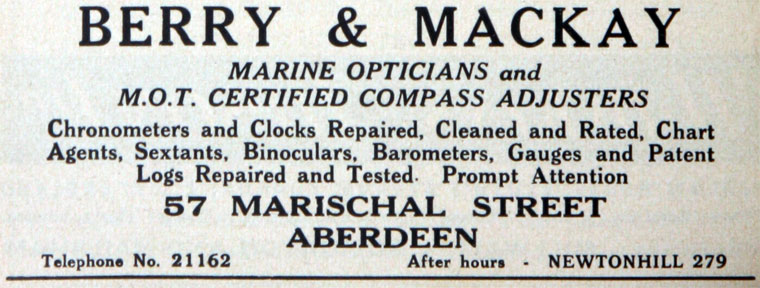 BERRY & MACKAY
MARINE OPTICIANS and
M.O.T. CERTIFIED COMPASS ADJUSTERS
Chronometers and Clocks Repaired, Cleaned and Rated, Chart
Agents, Sextants, Binoculars, Barometers, Gauges and Patent
Logs Repaired and Tested. Prompt Attention
57 MARISCHAL STREET
ABERDEEN
Telephone No. 21162 After hours - NEWTONHILL 279